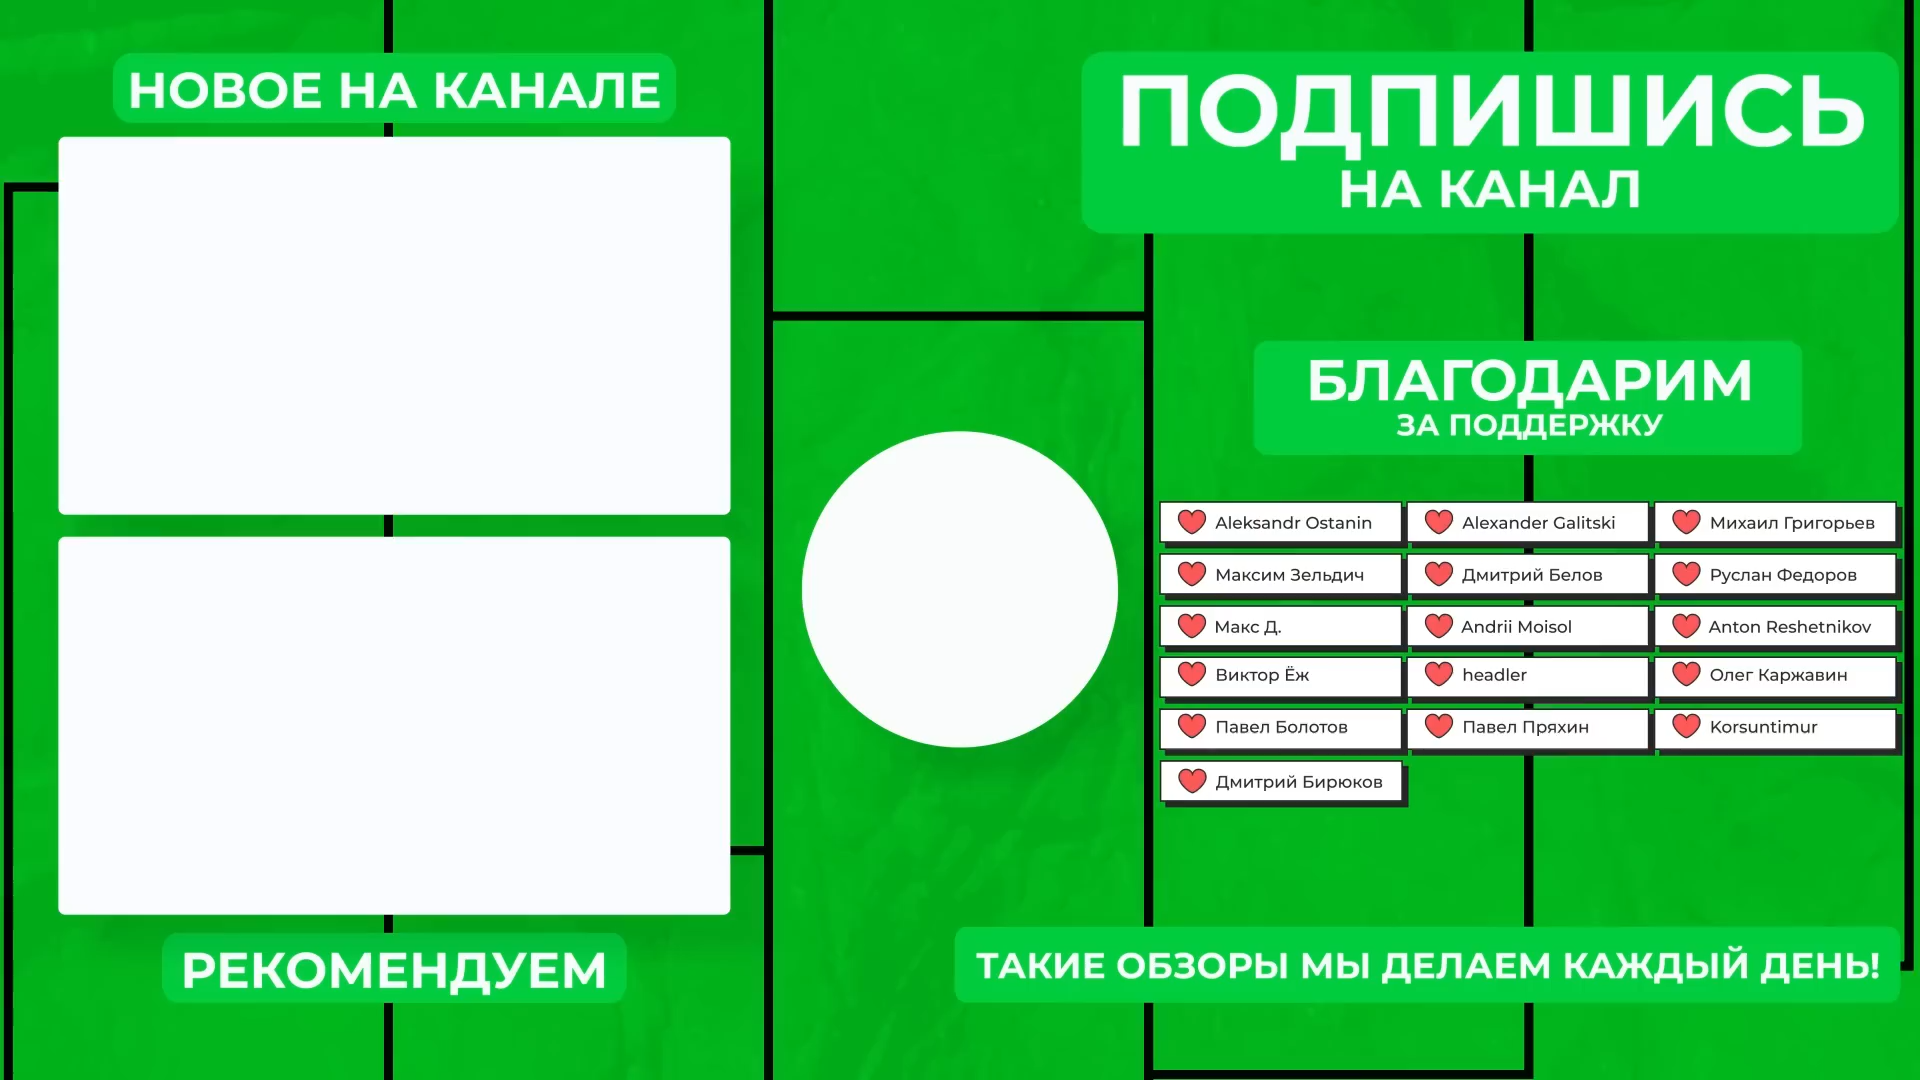 НОВОЕ НА КАНАЛЕ
РЕКОМЕНДУЕМ
ПОДПИШИСЬ
НА КАНАЛ
БЛАГОДАРИМ
ЗА ПОДДЕРЖКУ
Aleksandr Ostanin
Alexander Galitski
Михаил Григорьев
Максим Зельдич
Дмитрий Белов
Руслан Федоров
Макс Д.
Andrii Moisol
Anton Reshetnikov
Виктор Ёж
headler
Олег Каржавин
Павел Болотов
Павел Пряхин
Korsuntimur
Дмитрий Бирюков
ТАКИЕ ОБЗОРЫ МЫ ДЕЛАЕМ КАЖДЫЙ ДЕНЬ!